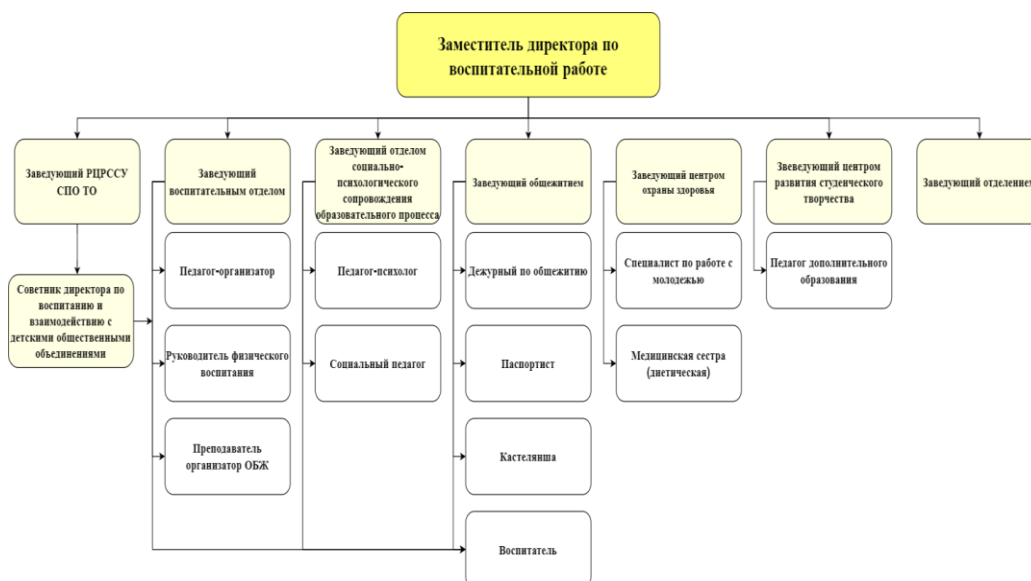 Заместитель директора по
воспитательной работе
Заведующий РЦРССУ
СПО ТО
Заведующий
воспитательным отделом
Заведующий отделом
социально-
психологического
сопровождения
образовательного процесса
Заведующий общежитием
Заведующий центром
охраны здоровья
Звеведующий центром
развития студенческого
творчества
Заведующий отделением
Советник директора по
воспитанию и
взаимодействию с
детскими общественными
объединениями
Педагог-организатор
Педагог-психолог
Дежурный по общежитию
Специалист по работе с
молодежью
Педагог дополнительного
образования
Руководитель физического
воспитания
Социальный педагог
Паспортист
Медицинская сестра
(диетическая)
Преподаватель
организатор ОБЖ
Кастелянша
Воспитатель